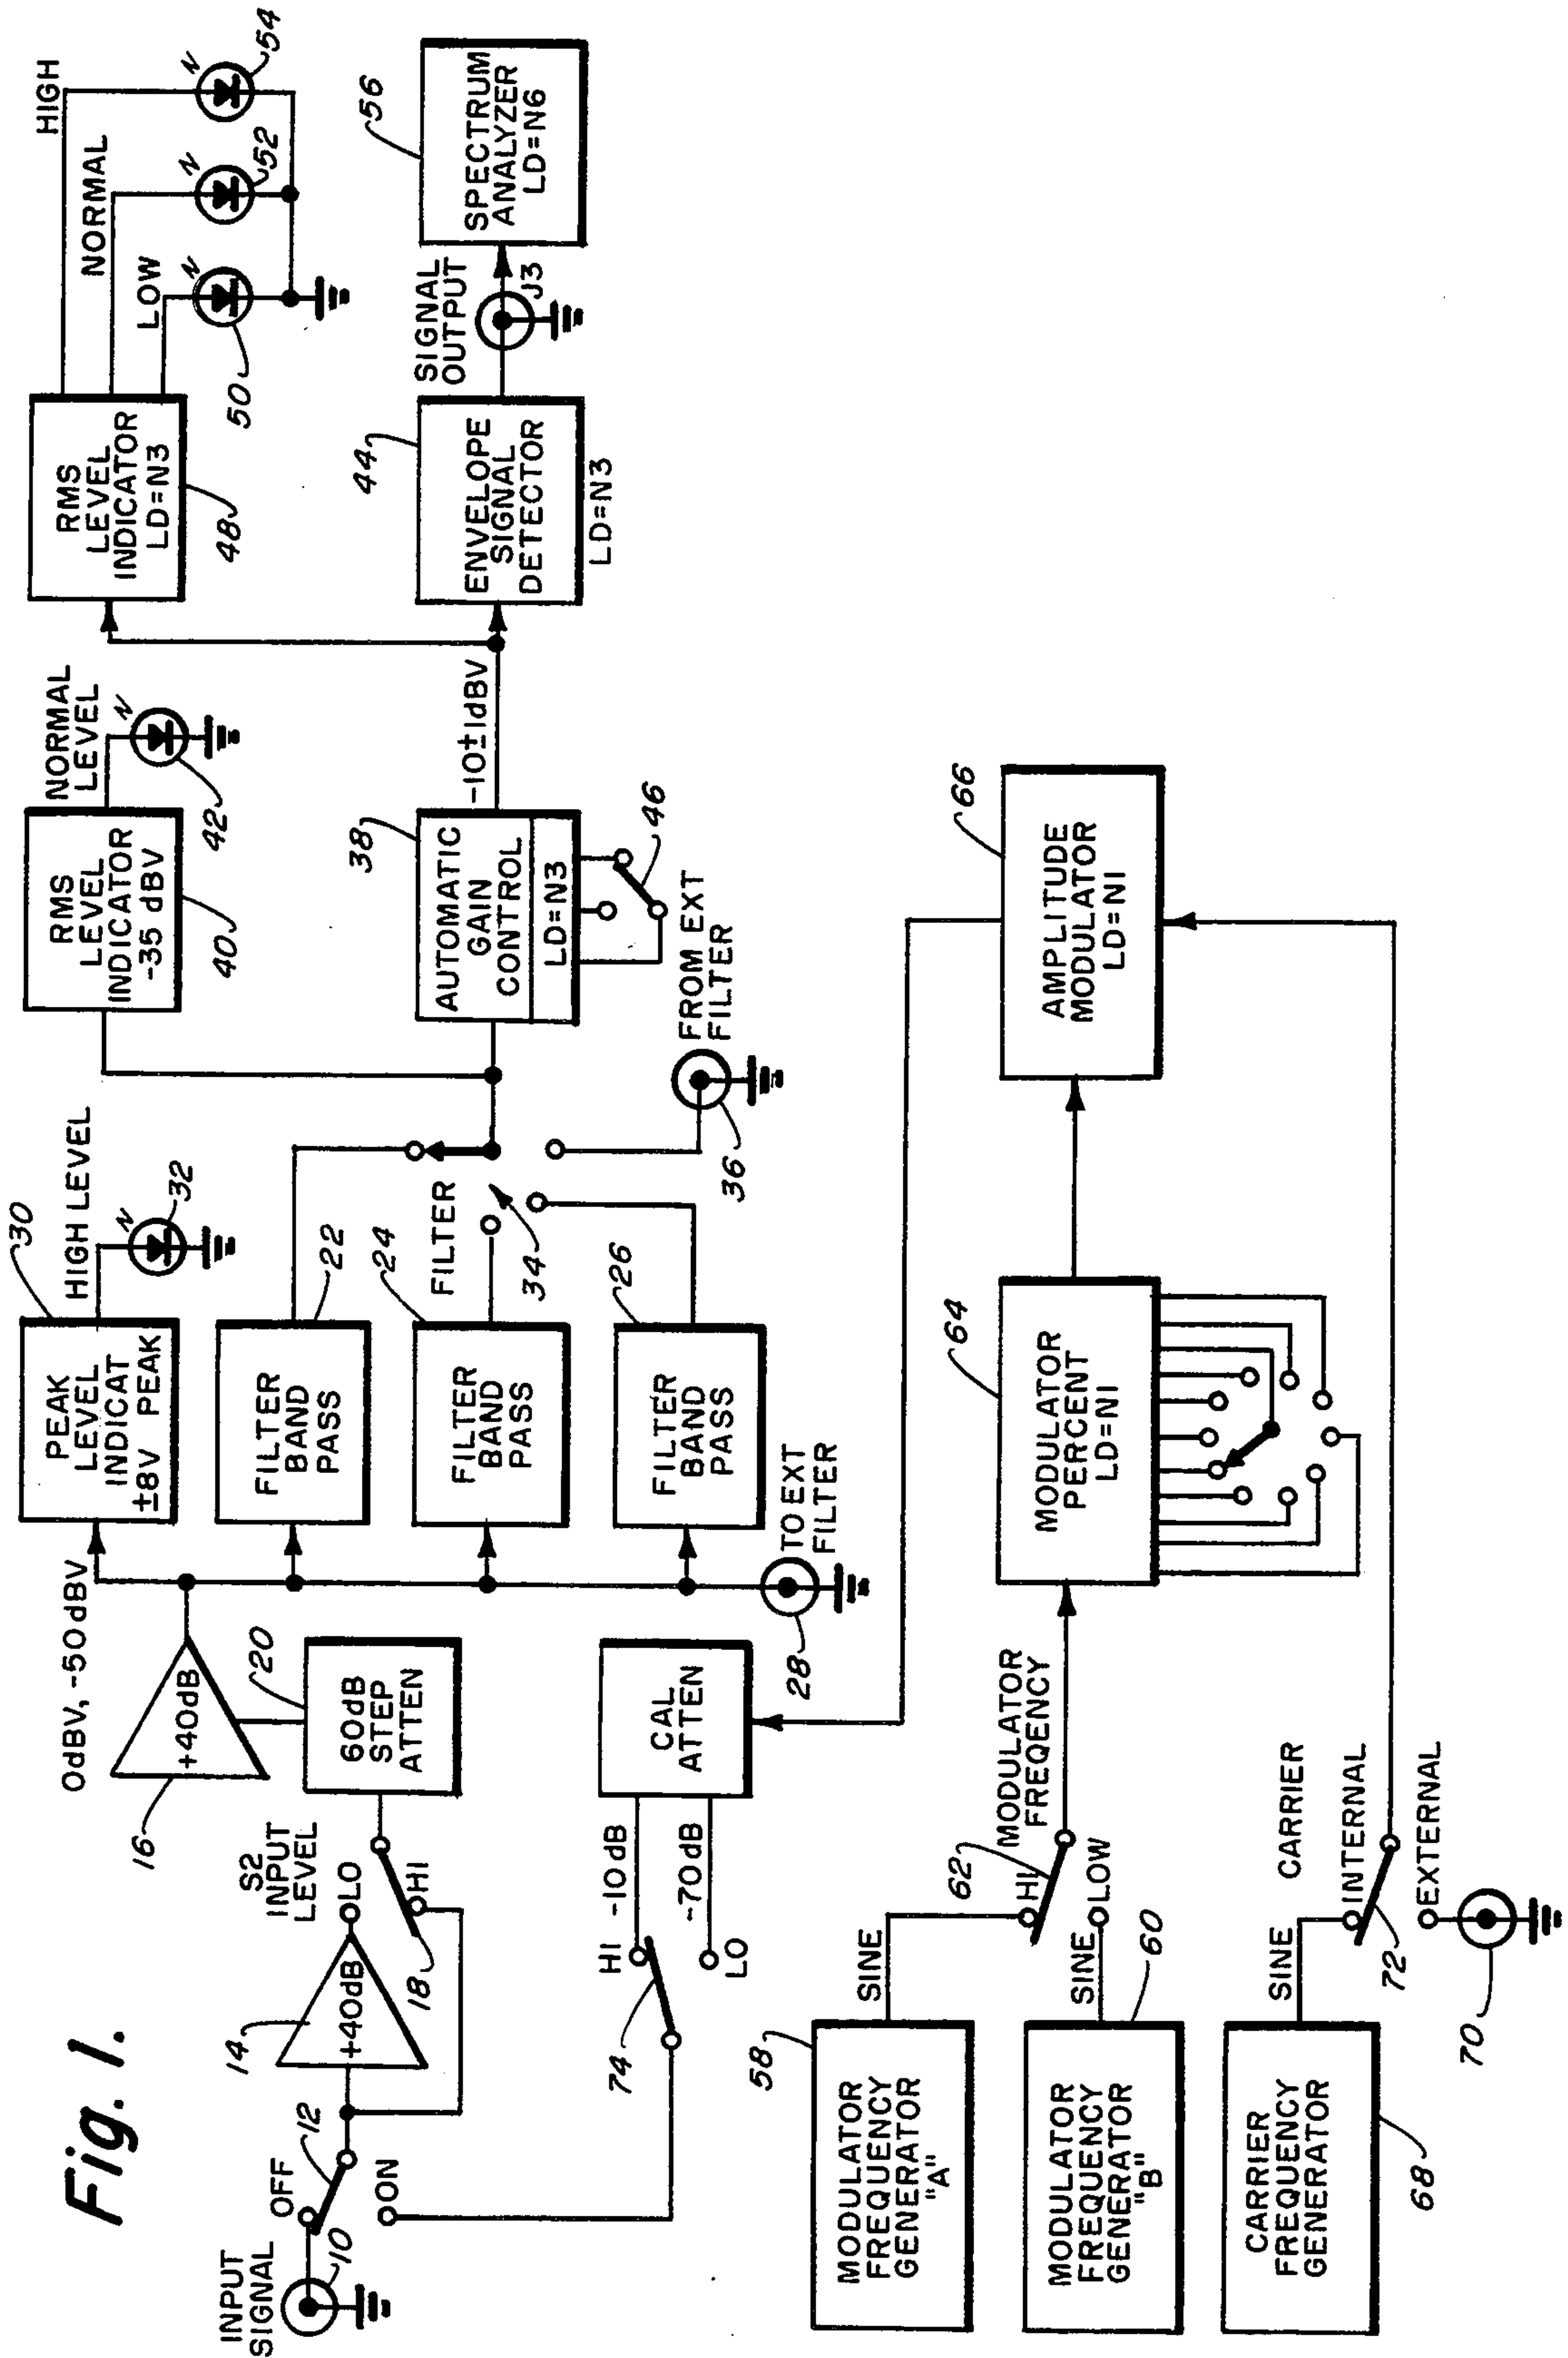 Fig. 1.
INPUT
SIGNAL
10
OFF
ON
12
14
+40dB
S2
INPUT
LEVEL
LO
HI
18
16
+40dB
20
60dB
STEP
ATTEN
0dBV, -50dBV
30
PEAK
LEVEL
INDICAT
±8V PEAK
HIGH LEVEL
N
32
22
FILTER
BAND
PASS
24
FILTER
BAND
PASS
26
FILTER
BAND
PASS
28
TO EXT
FILTER
FILTER
34
36
FROM EXT
FILTER
RMS
LEVEL
INDICATOR
-35 dBV
40
NORMAL
LEVEL
N
42
38
AUTOMATIC
GAIN
CONTROL
LD=N3
46
-10±1dBV
RMS
LEVEL
INDICATOR
LD=N3
48
HIGH
NORMAL
LOW
N
50
N
52
N
54
44
ENVELOPE
SIGNAL
DETECTOR
LD=N3
SIGNAL
OUTPUT
J3
56
SPECTRUM
ANALYZER
LD=N6
74
HI
LO
-10dB
-70dB
CAL
ATTEN
58
MODULATOR
FREQUENCY
GENERATOR
"A"
SINE
60
MODULATOR
FREQUENCY
GENERATOR
"B"
SINE
62
HI
LOW
MODULATOR
FREQUENCY
64
MODULATOR
PERCENT
LD=N1
66
AMPLITUDE
MODULATOR
LD=N1
68
CARRIER
FREQUENCY
GENERATOR
SINE
72
CARRIER
INTERNAL
EXTERNAL
70